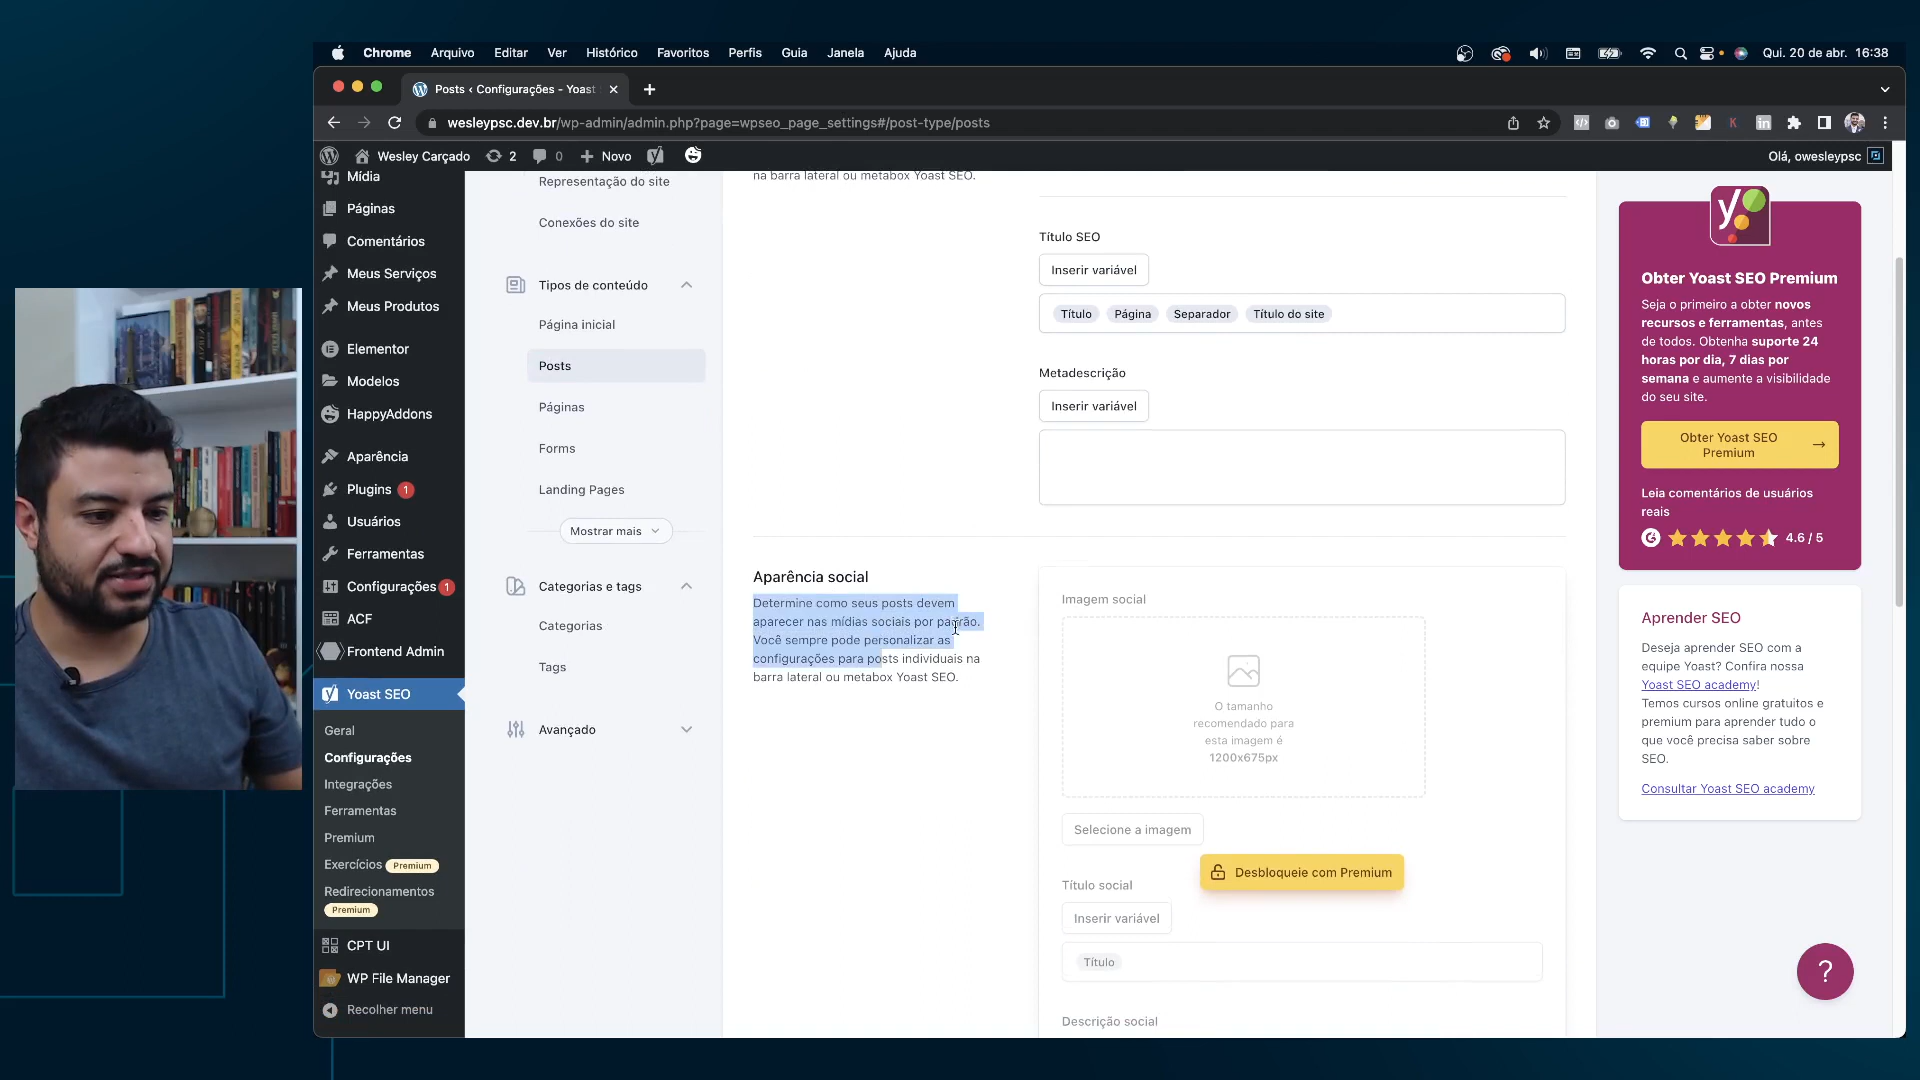 Chrome Arquivo Editar Ver Histórico Favoritos Perfis Guia Janela Ajuda
Qui. 20 de abr. 16:38
Posts ‹ Configurações - Yoast
wesleypsc.dev.br/wp-admin/admin.php?page=wpseo_page_settings#/post-type/posts
Wesley Carçado 2 0 Novo
Olá, owesleypsc
Mídia
Páginas
Comentários
Meus Serviços
Meus Produtos
Elementor
Modelos
HappyAddons
Aparência
Plugins 1
Usuários
Ferramentas
Configurações 1
ACF
Frontend Admin
Yoast SEO
Geral
Configurações
Integrações
Ferramentas
Premium
Exercícios Premium
Redirecionamentos
Premium
CPT UI
WP File Manager
Recolher menu
Representação do site
Conexões do site
Tipos de conteúdo
Página inicial
Posts
Páginas
Forms
Landing Pages
Mostrar mais
Categorias e tags
Categorias
Tags
Avançado
na barra lateral ou metabox Yoast SEO.
Título SEO
Inserir variável
Título Página Separador Título do site
Metadescrição
Inserir variável
Aparência social
Determine como seus posts devem
aparecer nas mídias sociais por padrão.
Você sempre pode personalizar as
configurações para posts individuais na
barra lateral ou metabox Yoast SEO.
Imagem social
O tamanho
recomendado para
esta imagem é
1200x675px
Selecione a imagem
Desbloqueie com Premium
Título social
Inserir variável
Título
Descrição social
Obter Yoast SEO Premium
Seja o primeiro a obter novos
recursos e ferramentas, antes
de todos. Obtenha suporte 24
horas por dia, 7 dias por
semana e aumente a visibilidade
do seu site.
Obter Yoast SEO
Premium →
Leia comentários de usuários
reais
4.6 / 5
Aprender SEO
Deseja aprender SEO com a
equipe Yoast? Confira nossa
Yoast SEO academy!
Temos cursos online gratuitos e
premium para aprender tudo o
que você precisa saber sobre
SEO.
Consultar Yoast SEO academy
?